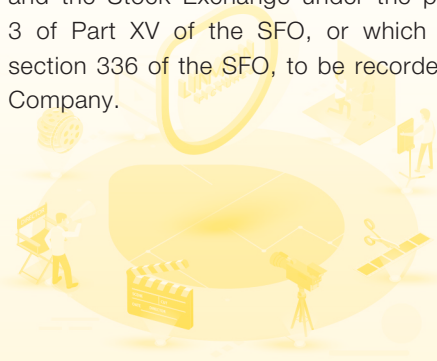 and the Stock Exchange under the p
3 of Part XV of the SFO, or which
section 336 of the SFO, to be recorde
Company.